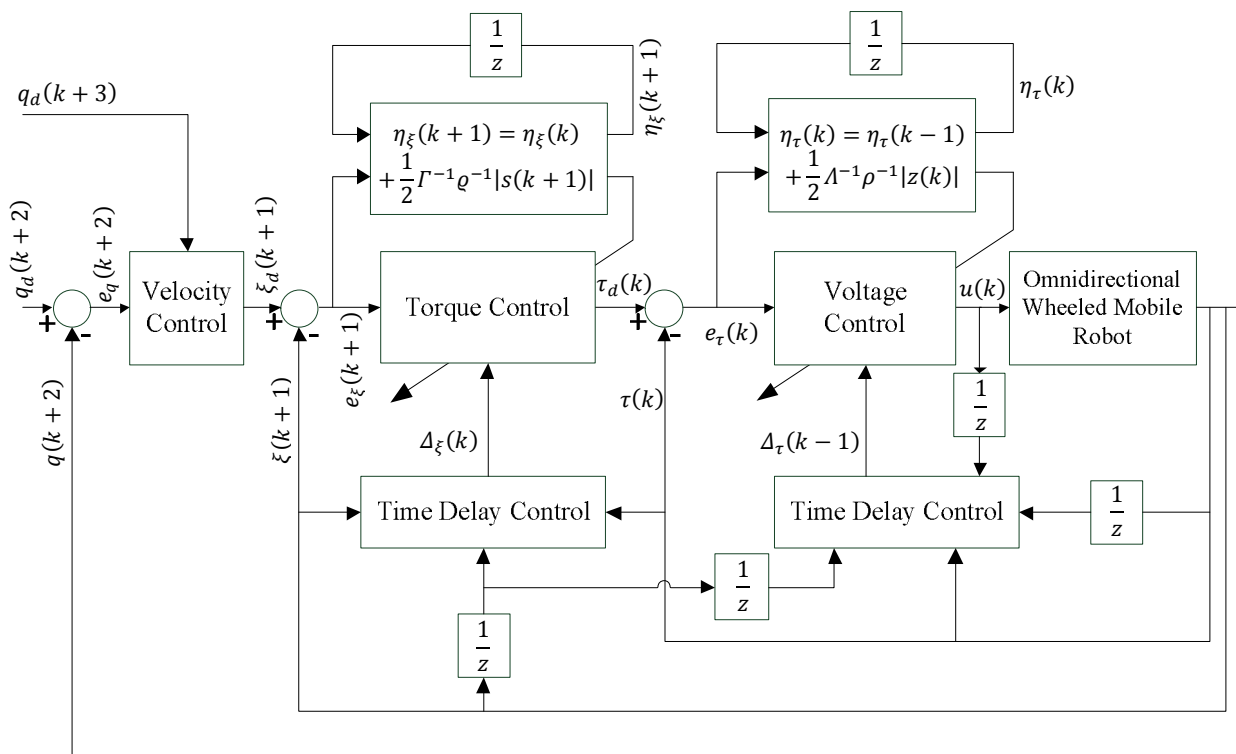 1/z
1/z
η_ξ(k + 1)
η_τ(k)
q_d(k + 3)
η_ξ(k + 1) = η_ξ(k)
+ 1/2 Γ⁻¹ϱ⁻¹|s(k + 1)|
η_τ(k) = η_τ(k − 1)
+ 1/2 Λ⁻¹ρ⁻¹|z(k)|
q_d(k + 2)
e_q(k + 2)
Velocity
Control
ξ_d(k + 1)
Torque Control
τ_d(k)
Voltage
Control
u(k)
Omnidirectional
Wheeled Mobile
Robot
+
-
+
-
+
-
e_ξ(k + 1)
e_τ(k)
q(k + 2)
ξ(k + 1)
τ(k)
1/z
Δ_ξ(k)
Δ_τ(k − 1)
Time Delay Control
Time Delay Control
1/z
1/z
1/z